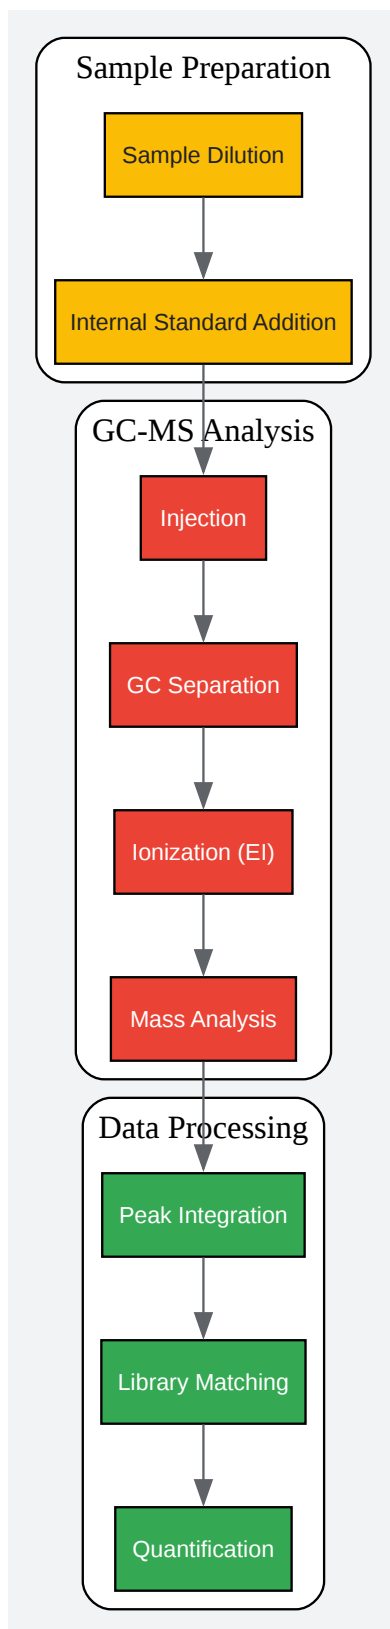 Sample Preparation
Sample Dilution
Internal Standard Addition
GC-MS Analysis
Injection
GC Separation
Ionization (EI)
Mass Analysis
Data Processing
Peak Integration
Library Matching
Quantification